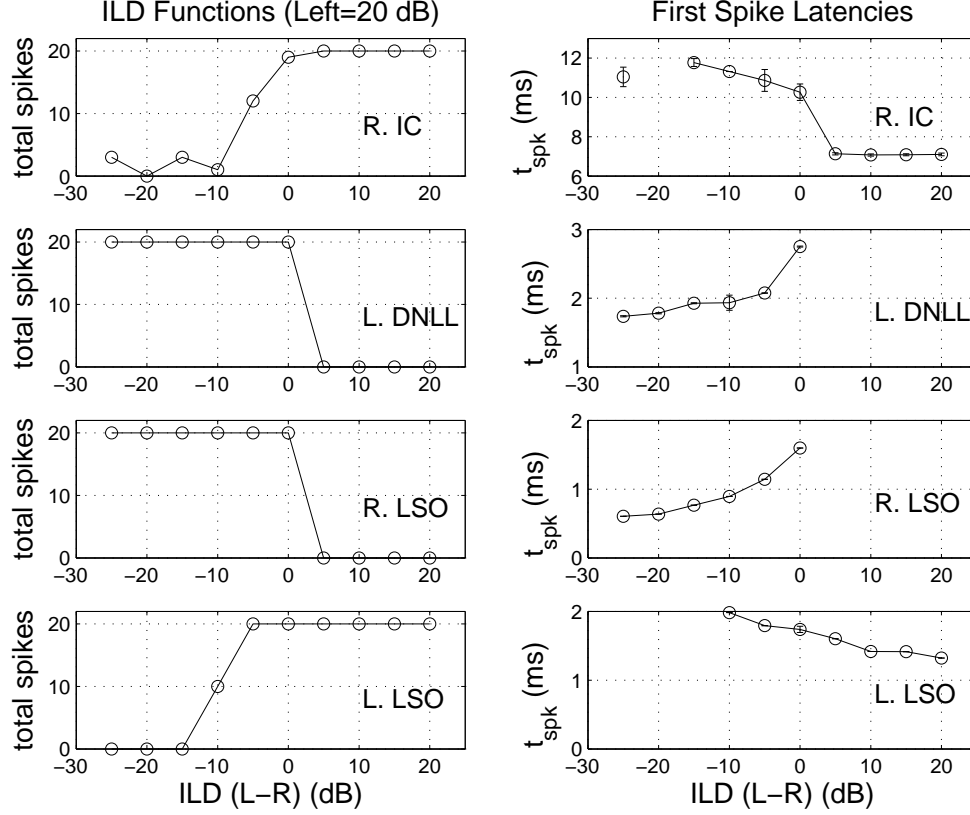 ILD Functions (Left=20 dB)
First Spike Latencies
total spikes
20
10
0
−30 −20 −10 0 10 20
R. IC
t_spk (ms)
12
10
8
6
−30 −20 −10 0 10 20
R. IC
total spikes
20
10
0
−30 −20 −10 0 10 20
L. DNLL
t_spk (ms)
3
2
1
−30 −20 −10 0 10 20
L. DNLL
total spikes
20
10
0
−30 −20 −10 0 10 20
R. LSO
t_spk (ms)
2
1
0
−30 −20 −10 0 10 20
R. LSO
total spikes
20
10
0
−30 −20 −10 0 10 20
L. LSO
ILD (L−R) (dB)
t_spk (ms)
2
1
0
−30 −20 −10 0 10 20
L. LSO
ILD (L−R) (dB)